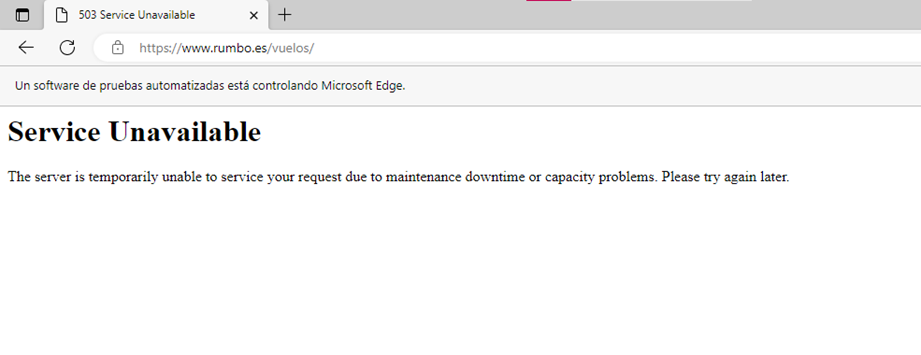 503 Service Unavailable
https://www.rumbo.es/vuelos/
Un software de pruebas automatizadas está controlando Microsoft Edge.
Service Unavailable
The server is temporarily unable to service your request due to maintenance downtime or capacity problems. Please try again later.